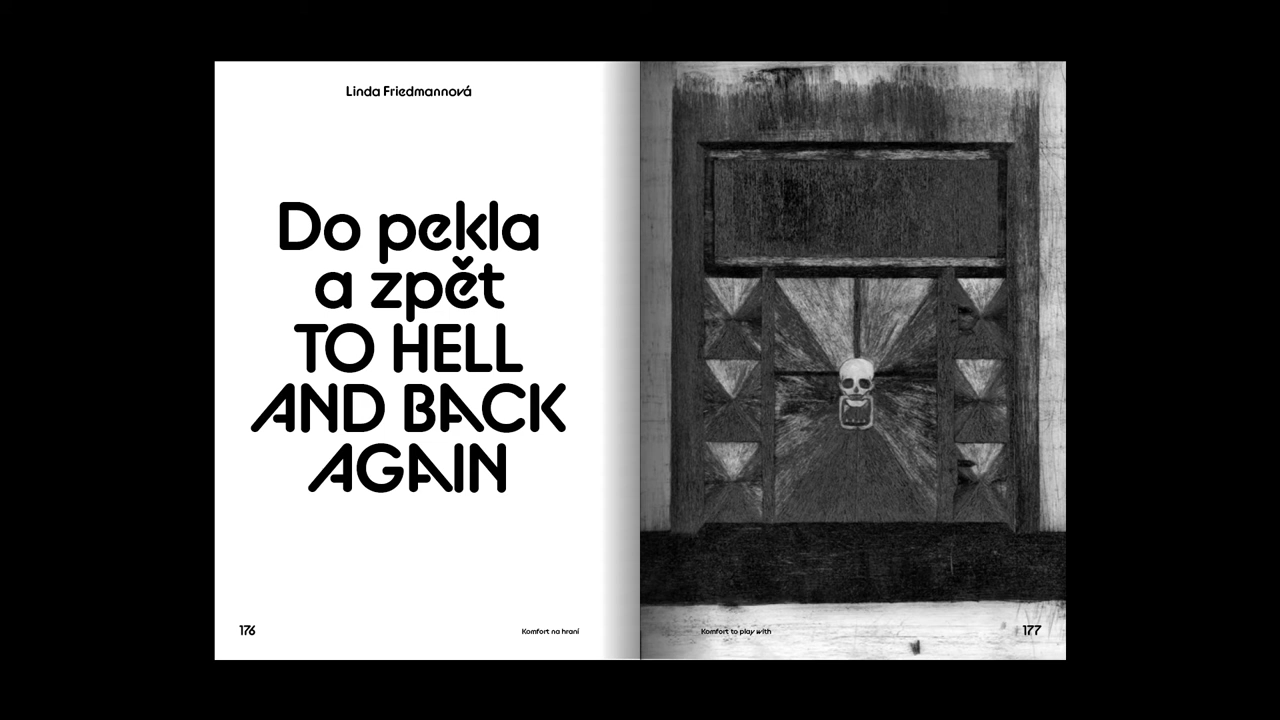 Linda Friedmannová
Do pekla
a zpět
TO HELL
AND BACK
AGAIN
176
Komfort na hraní
Komfort to play with
177